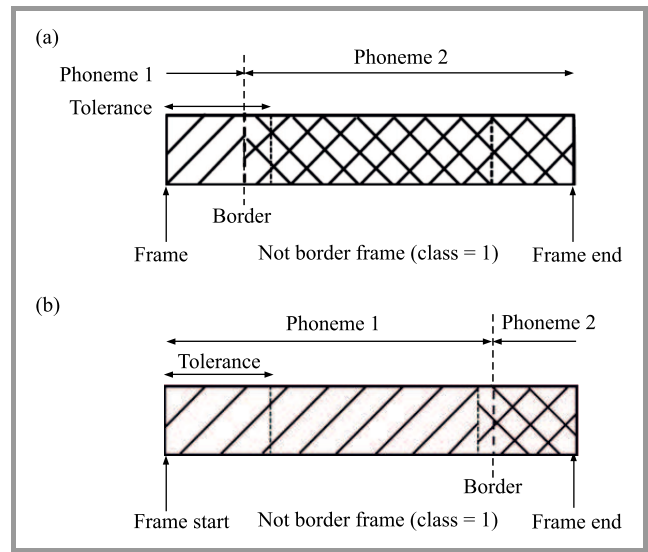 (a)
Phoneme 2
Phoneme 1
Tolerance
Border
Frame
Not border frame (class = 1)
Frame end
(b)
Phoneme 1
Phoneme 2
Tolerance
Border
Frame start
Not border frame (class = 1)
Frame end